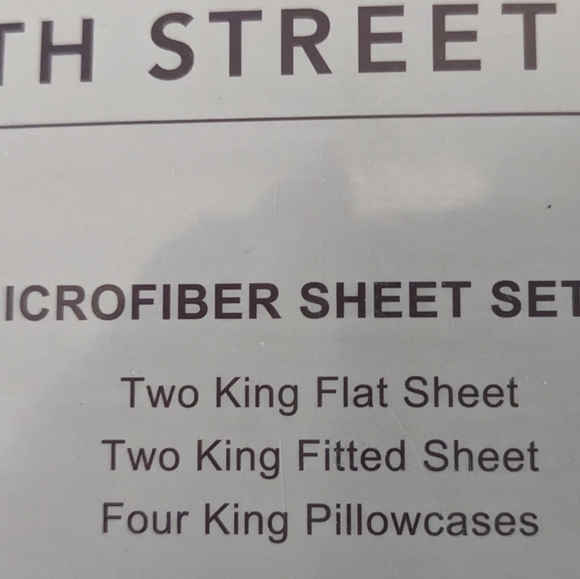 TH STREET
ICROFIBER SHEET SET
Two King Flat Sheet
Two King Fitted Sheet
Four King Pillowcases